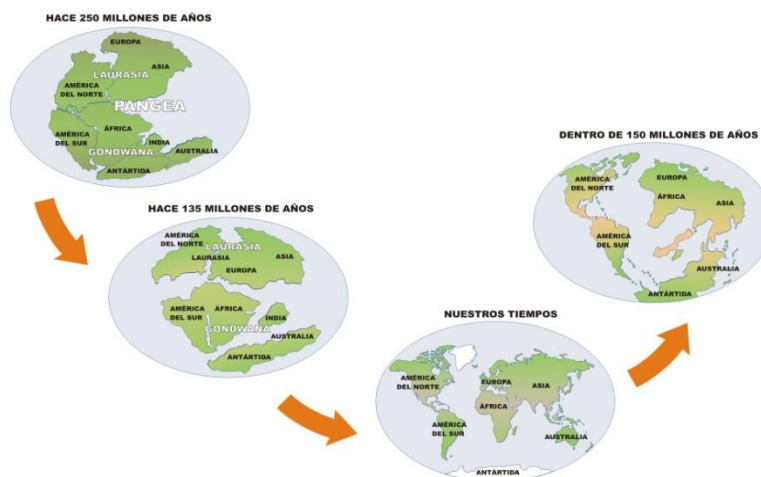 HACE 250 MILLONES DE AÑOS
EUROPA
LAURASIA
ASIA
AMÉRICA
DEL NORTE
PANGEA
ÁFRICA
AMÉRICA
DEL SUR
INDIA
GONDWANA
AUSTRALIA
ANTÁRTIDA
HACE 135 MILLONES DE AÑOS
AMÉRICA
DEL NORTE
LAURASIA
LAURASIA
ASIA
EUROPA
AMÉRICA
DEL SUR
ÁFRICA
INDIA
GONDWANA
AUSTRALIA
ANTÁRTIDA
NUESTROS TIEMPOS
AMÉRICA
DEL NORTE
EUROPA
ASIA
ÁFRICA
AMÉRICA
DEL SUR
AUSTRALIA
ANTÁRTIDA
DENTRO DE 150 MILLONES DE AÑOS
AMÉRICA
DEL NORTE
EUROPA
ÁFRICA
ASIA
AMÉRICA
DEL SUR
AUSTRALIA
ANTÁRTIDA